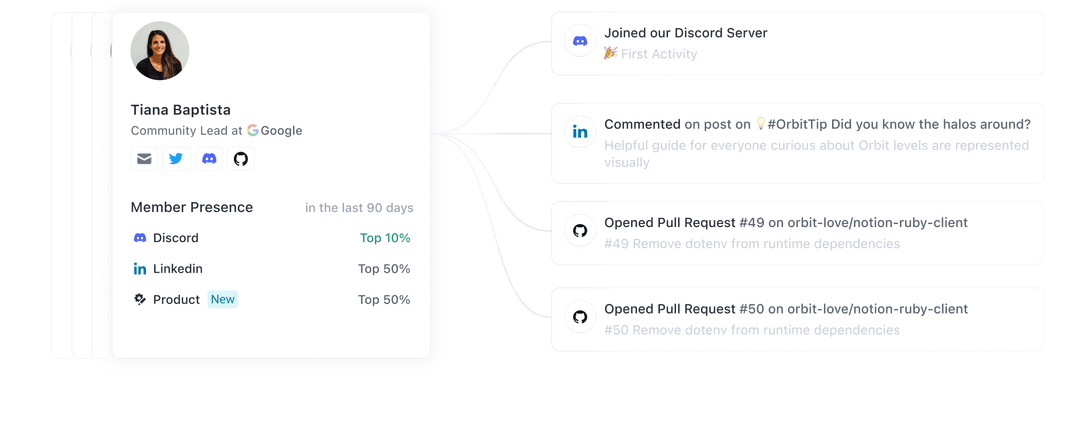 Tiana Baptista
Community Lead at Google
Member Presence in the last 90 days
Discord Top 10%
Linkedin Top 50%
Product New Top 50%
Joined our Discord Server
🎉 First Activity
Commented on post on 💡#OrbitTip Did you know the halos around?
Helpful guide for everyone curious about Orbit levels are represented
visually
Opened Pull Request #49 on orbit-love/notion-ruby-client
#49 Remove dotenv from runtime dependencies
Opened Pull Request #50 on orbit-love/notion-ruby-client
#50 Remove dotenv from runtime dependencies